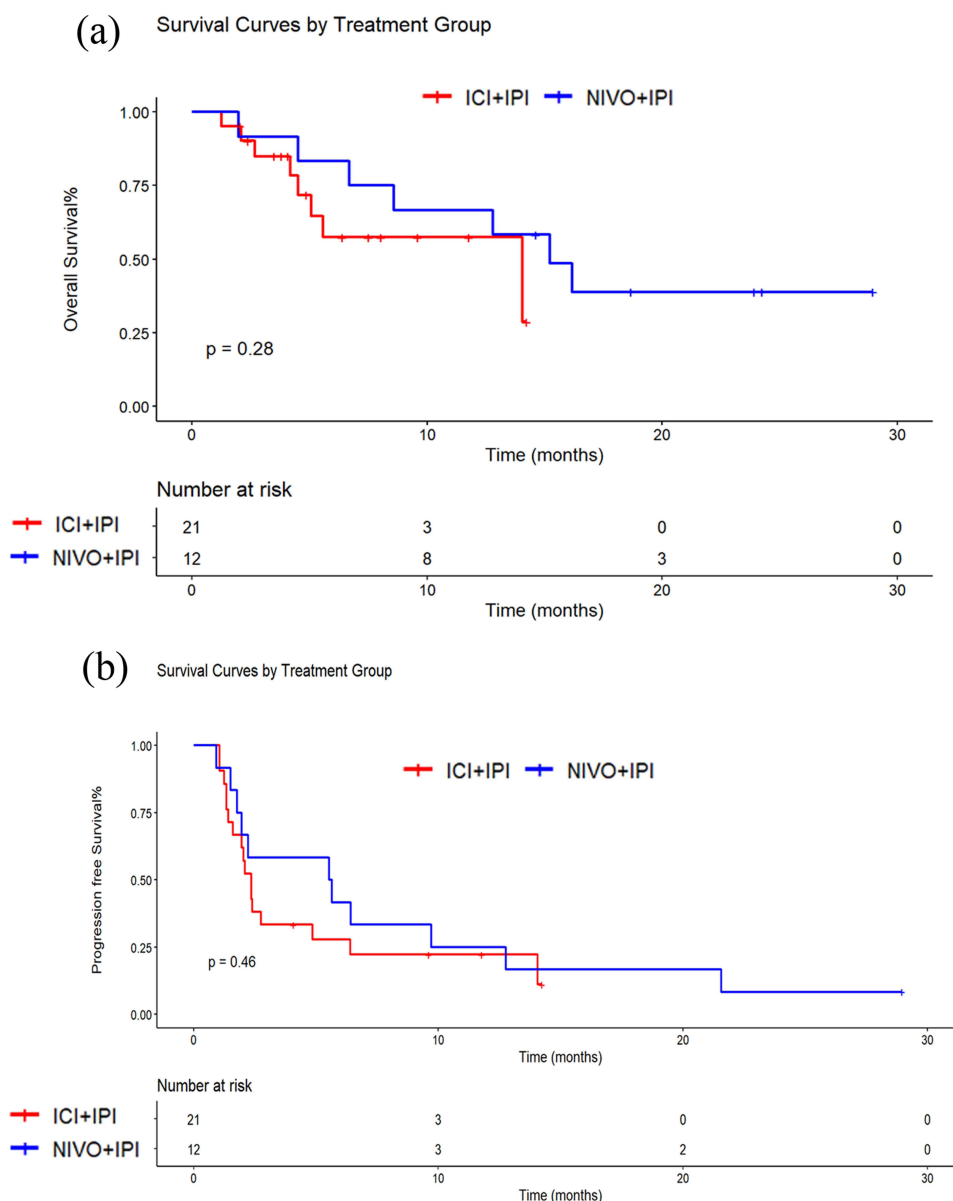 (a) Survival Curves by Treatment Group
ICI+IPI NIVO+IPI
1.00
0.75
0.50
0.25
0.00
Overall Survival%
p = 0.28
0 10 20 30
Time (months)
Number at risk
ICI+IPI 21 3 0 0
NIVO+IPI 12 8 3 0
0 10 20 30
Time (months)
(b) Survival Curves by Treatment Group
ICI+IPI NIVO+IPI
1.00
0.75
0.50
0.25
0.00
Progression free Survival%
p = 0.46
0 10 20 30
Time (months)
Number at risk
ICI+IPI 21 3 0 0
NIVO+IPI 12 3 2 0
0 10 20 30
Time (months)